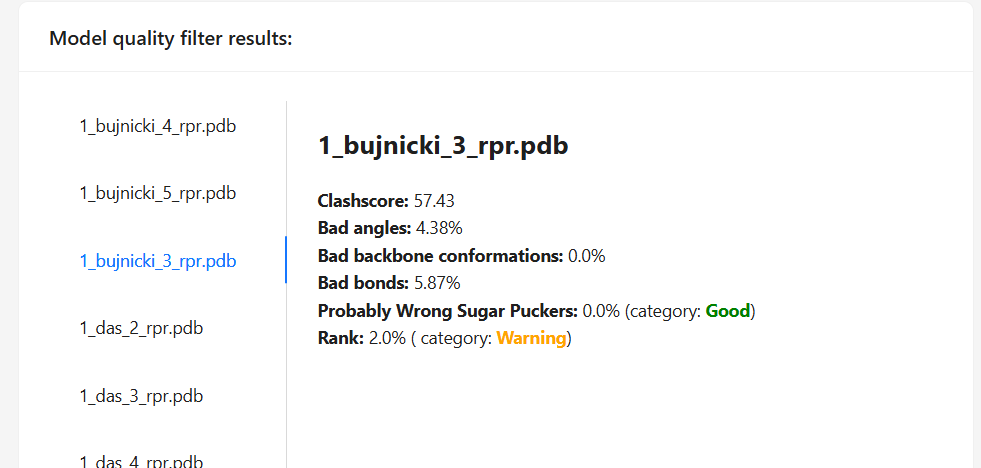 Model quality filter results:
1_bujnicki_4_rpr.pdb
1_bujnicki_5_rpr.pdb
1_bujnicki_3_rpr.pdb
1_das_2_rpr.pdb
1_das_3_rpr.pdb
1_das_4_rpr.pdb
1_bujnicki_3_rpr.pdb
Clashscore: 57.43
Bad angles: 4.38%
Bad backbone conformations: 0.0%
Bad bonds: 5.87%
Probably Wrong Sugar Puckers: 0.0% (category: Good)
Rank: 2.0% ( category: Warning)